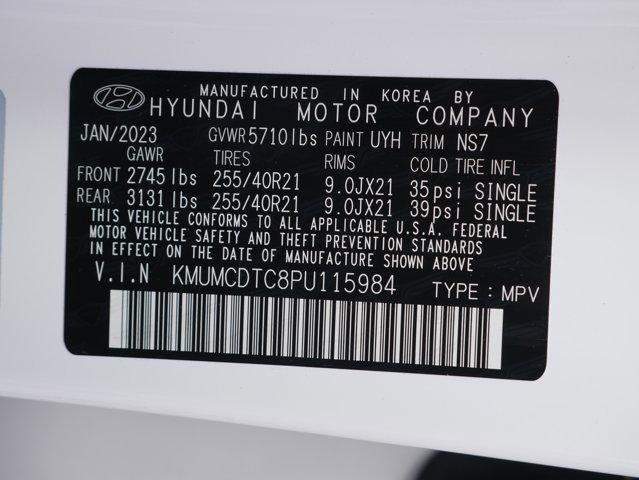 MANUFACTURED IN KOREA BY
HYUNDAI MOTOR COMPANY
JAN/2023 GVWR 5710lbs PAINT UYH TRIM NS7
GAWR TIRES RIMS COLD TIRE INFL
FRONT 2745 lbs 255/40R21 9.0JX21 35psi SINGLE
REAR. 3131 lbs 255/40R21 9.0JX21 39psi SINGLE
THIS VEHICLE CONFORMS TO ALL APPLICABLE U.S.A. FEDERAL
MOTOR VEHICLE SAFETY AND THEFT PREVENTION STANDARDS
IN EFFECT ON THE DATE OF MANUFACTURE SHOWN ABOVE.
V.I.N KMUMCDTC8PU115984 TYPE : MPV